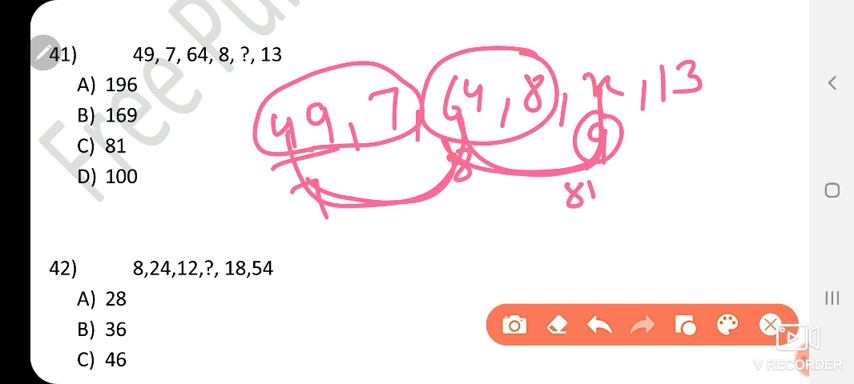 Free Pu
41) 49, 7, 64, 8, ?, 13
A) 196
B) 169
C) 81
D) 100
49, 7, 64, 8, x, 13
7 8 9
81
42) 8,24,12,?, 18,54
A) 28
B) 36
C) 46
V RECORDER